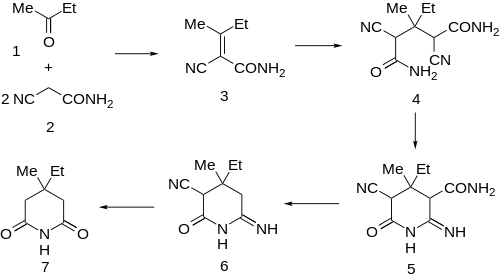 Me Et
O
1
+
2 NC CONH₂
2
Me Et
NC CONH₂
3
Me Et
NC CONH₂
CN
O NH₂
4
Me Et
NC CONH₂
O N NH
H
5
Me Et
NC
O N NH
H
6
Me Et
O N O
H
7